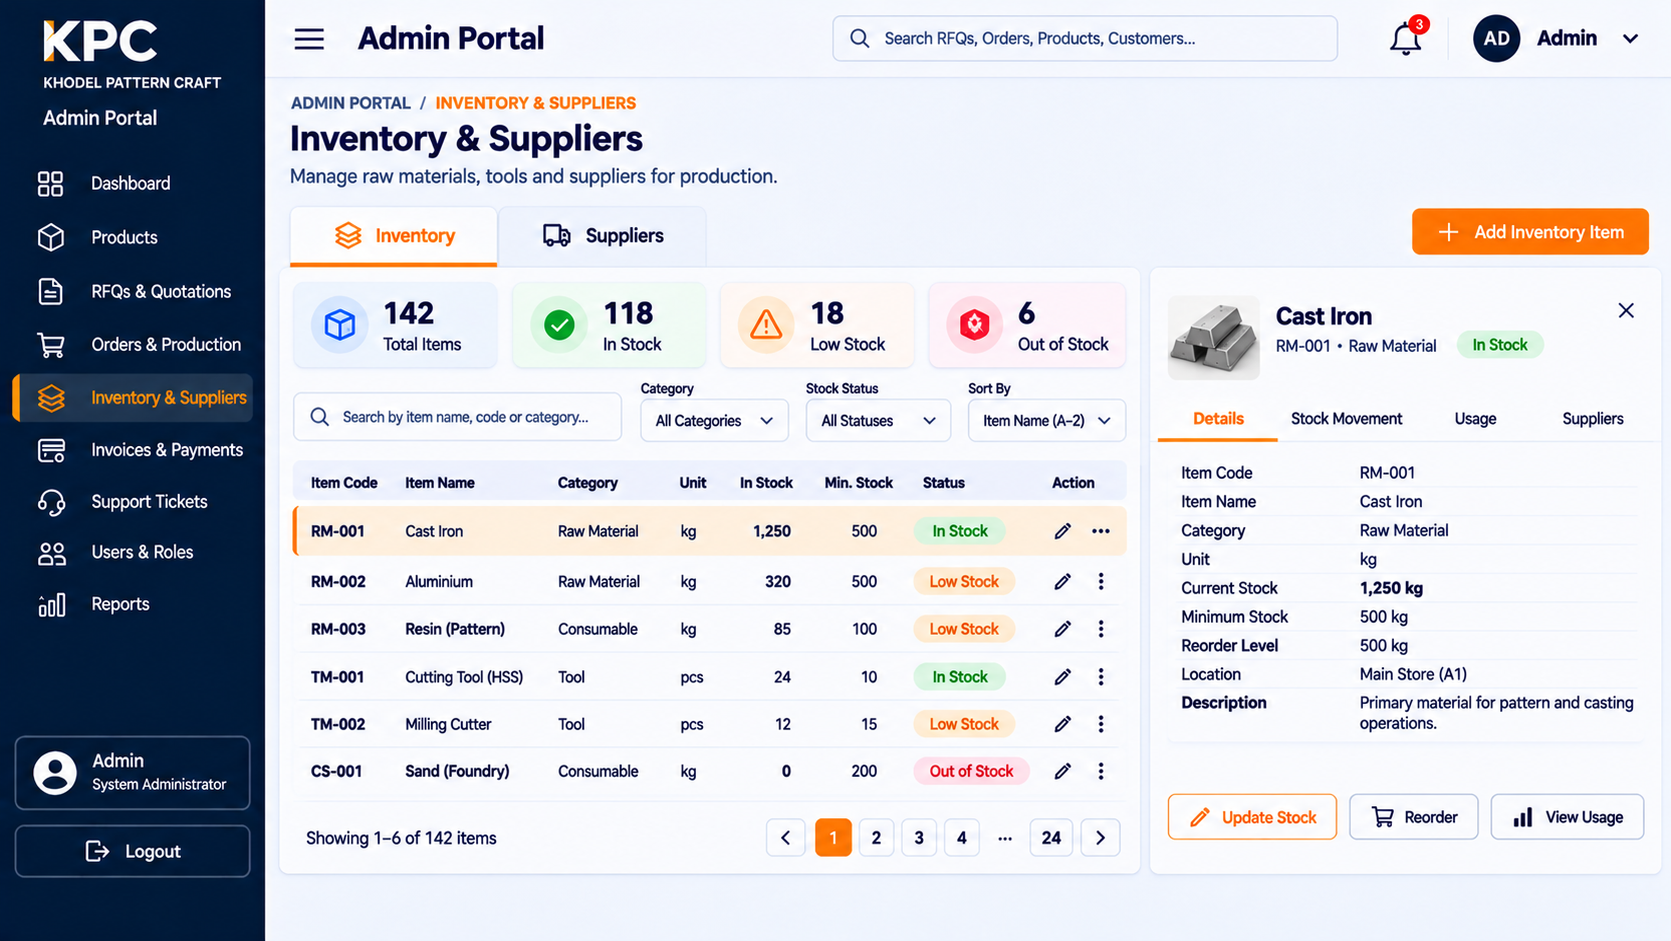 KPC
KHODEL PATTERN CRAFT
Admin Portal
Dashboard
Products
RFQs & Quotations
Orders & Production
Inventory & Suppliers
Invoices & Payments
Support Tickets
Users & Roles
Reports
Admin
System Administrator
Logout
Admin Portal
Search RFQs, Orders, Products, Customers...
3
AD
Admin
ADMIN PORTAL / INVENTORY & SUPPLIERS
Inventory & Suppliers
Manage raw materials, tools and suppliers for production.
Inventory
Suppliers
Add Inventory Item
142
Total Items
118
In Stock
18
Low Stock
6
Out of Stock
Search by item name, code or category...
Category
All Categories
Stock Status
All Statuses
Sort By
Item Name (A–2)
Item Code Item Name Category Unit In Stock Min. Stock Status Action
RM-001 Cast Iron Raw Material kg 1,250 500 In Stock
RM-002 Aluminium Raw Material kg 320 500 Low Stock
RM-003 Resin (Pattern) Consumable kg 85 100 Low Stock
TM-001 Cutting Tool (HSS) Tool pcs 24 10 In Stock
TM-002 Milling Cutter Tool pcs 12 15 Low Stock
CS-001 Sand (Foundry) Consumable kg 0 200 Out of Stock
Showing 1–6 of 142 items
1 2 3 4 ... 24
Cast Iron
RM-001 • Raw Material
In Stock
Details Stock Movement Usage Suppliers
Item Code RM-001
Item Name Cast Iron
Category Raw Material
Unit kg
Current Stock 1,250 kg
Minimum Stock 500 kg
Reorder Level 500 kg
Location Main Store (A1)
Description Primary material for pattern and casting
operations.
Update Stock
Reorder
View Usage